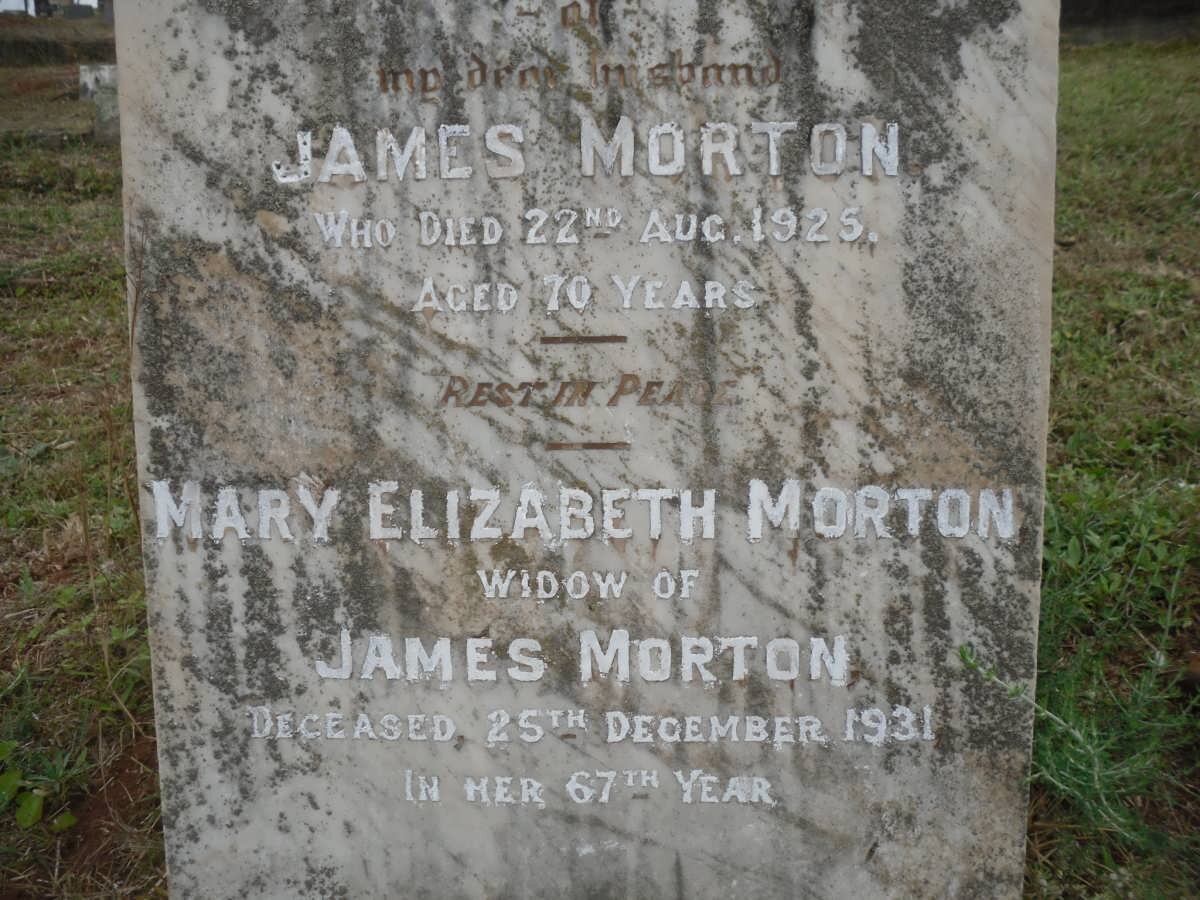 - of -
my dear husband
JAMES MORTON
WHO DIED 22ND AUG. 1925.
AGED 70 YEARS
REST IN PEACE
MARY ELIZABETH MORTON
WIDOW OF
JAMES MORTON
DECEASED 25TH DECEMBER 1931
IN HER 67TH YEAR